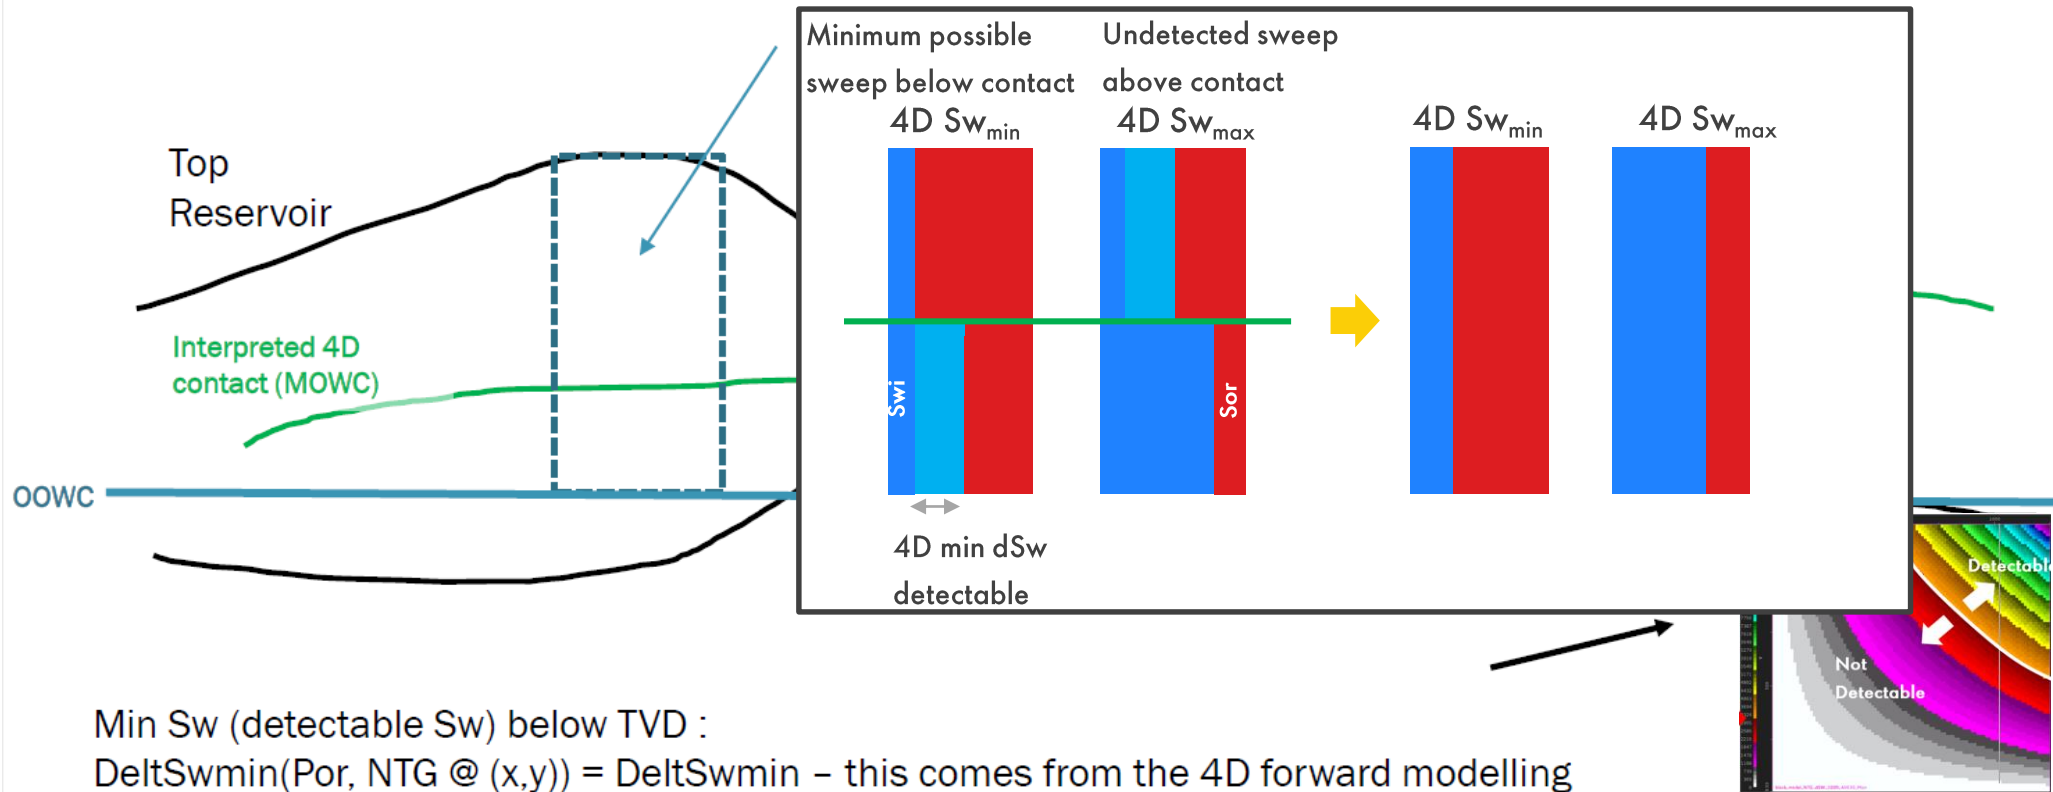 Minimum possible
sweep below contact
Undetected sweep
above contact
4D Swmin
4D Swmax
4D Swmin
4D Swmax
Top
Reservoir
Interpreted 4D
contact (MOWC)
Swi
Sor
OOWC
4D min dSw
detectable
Detectable
Not
Detectable
Min Sw (detectable Sw) below TVD :
DeltSwmin(Por, NTG @ (x,y)) = DeltSwmin – this comes from the 4D forward modelling